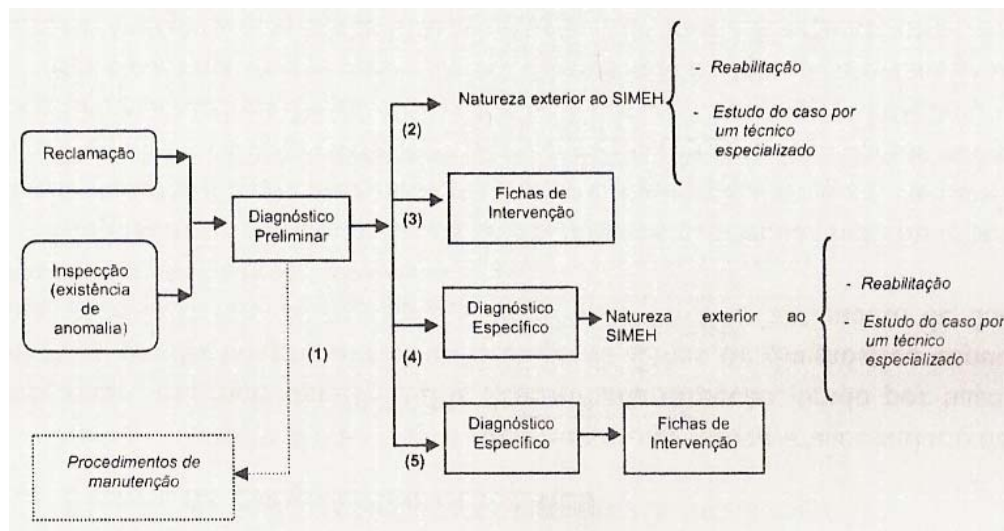 - Reabilitação
Natureza exterior ao SIMEH
- Estudo do caso por
um técnico
especializado
(2)
Reclamação
Fichas de
Intervenção
(3)
Diagnóstico
Preliminar
Inspecção
(existência
de
anomalia)
- Reabilitação
Diagnóstico
Específico
Natureza exterior ao
SIMEH
- Estudo do caso por
um técnico
especializado
(1)
(4)
Diagnóstico
Específico
Fichas de
Intervenção
(5)
Procedimentos de
manutenção